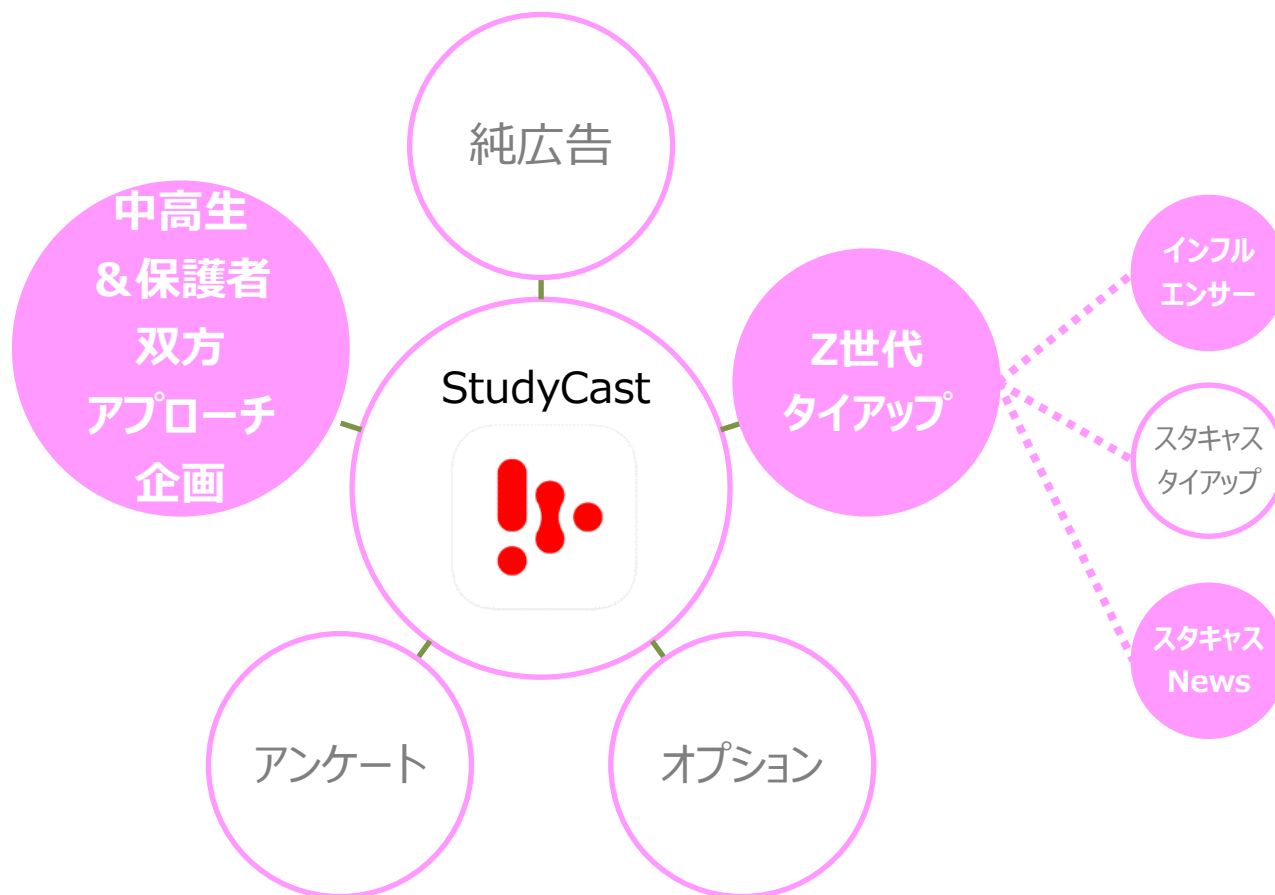 純広告
中高生
&保護者
双方
アプローチ
企画
StudyCast
Z世代
タイアップ
インフル
エンサー
スタキャス
タイアップ
スタキャス
News
アンケート
オプション